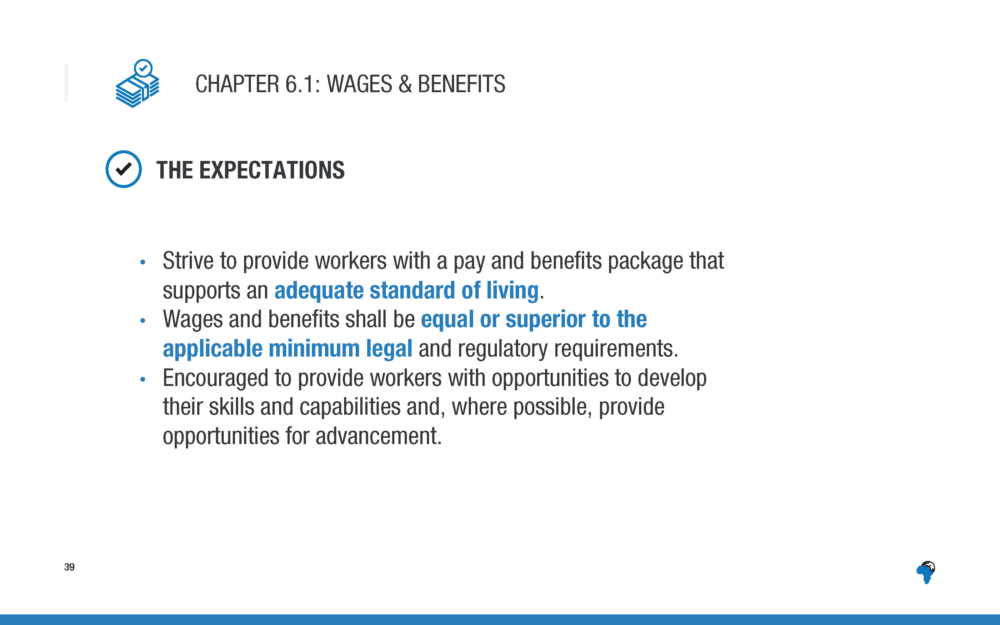 CHAPTER 6.1: WAGES & BENEFITS
THE EXPECTATIONS
• Strive to provide workers with a pay and benefits package that
supports an adequate standard of living.
• Wages and benefits shall be equal or superior to the
applicable minimum legal and regulatory requirements.
• Encouraged to provide workers with opportunities to develop
their skills and capabilities and, where possible, provide
opportunities for advancement.
39